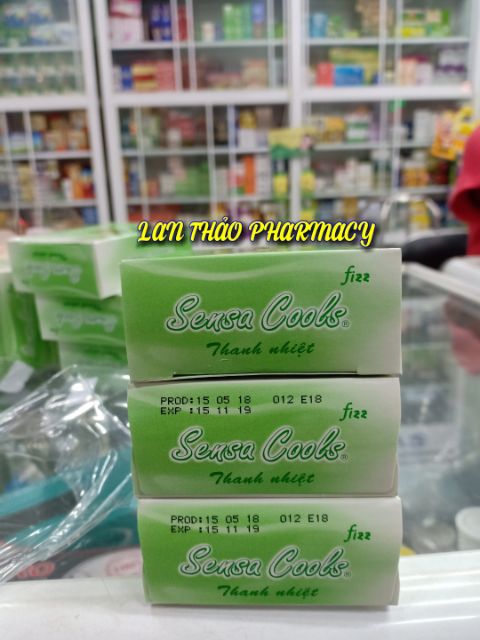 LAN THẢO PHARMACY
fizz
Sensa Cools®
Thanh nhiệt
PROD:15 05 18 012 E18
EXP :15 11 19
fizz
Sensa Cools®
Thanh nhiệt
PROD:15 05 18 012 E18
EXP :15 11 19
fizz
Sensa Cools®
Thanh nhiệt